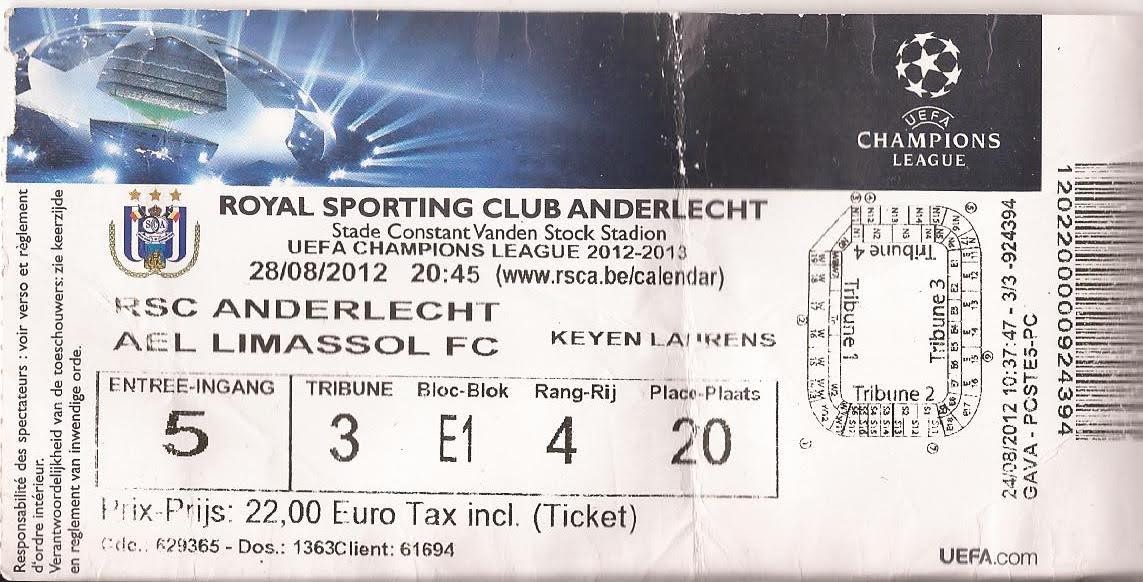 UEFA
CHAMPIONS
LEAGUE
ROYAL SPORTING CLUB ANDERLECHT
Stade Constant Vanden Stock Stadion
UEFA CHAMPIONS LEAGUE 2012-2013
28/08/2012 20:45 (www.rsca.be/calendar)
RSC ANDERLECHT
AEL LIMASSOL FC
KEYEN LAURENS
ENTREE-INGANG TRIBUNE Bloc-Blok Rang-Rij Place-Plaats
5 3 E1 4 20
Prix-Prijs: 22,00 Euro Tax incl. (Ticket)
Cde.: 629365 - Dos.: 1363Client: 61694
Responsabilité des spectateurs : voir verso et règlement
d'ordre intérieur.
Verantwoordelijkheid van de toeschouwers: zie keerzijde
en reglement van inwendige orde.
Tribune 4
Tribune 1
Tribune 3
Tribune 2
24/08/2012 10:37:47 - 3/3 -924394
GAVA - POSTE5-PC
1202200000924394
UEFA.com